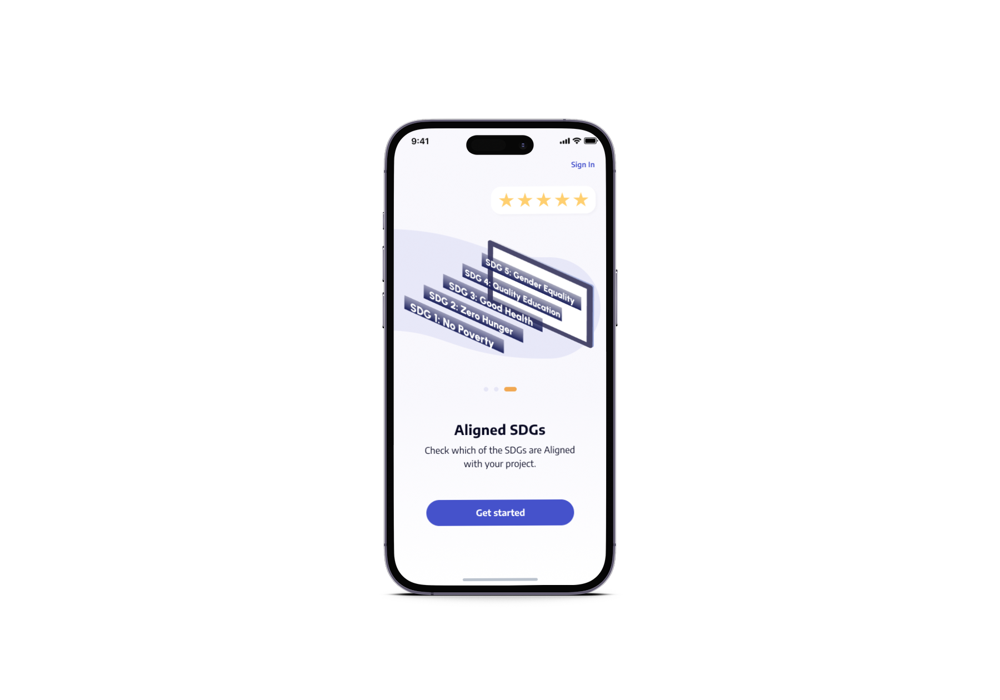 9:41
Sign In
SDG 5: Gender Equality
SDG 4: Quality Education
SDG 3: Good Health
SDG 2: Zero Hunger
SDG 1: No Poverty
Aligned SDGs
Check which of the SDGs are Aligned
with your project.
Get started